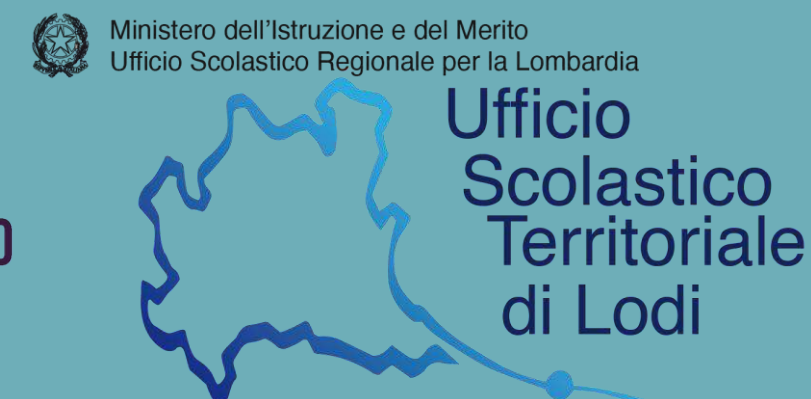 Ministero dell'Istruzione e del Merito
Ufficio Scolastico Regionale per la Lombardia
Ufficio
Scolastico
Territoriale
di Lodi